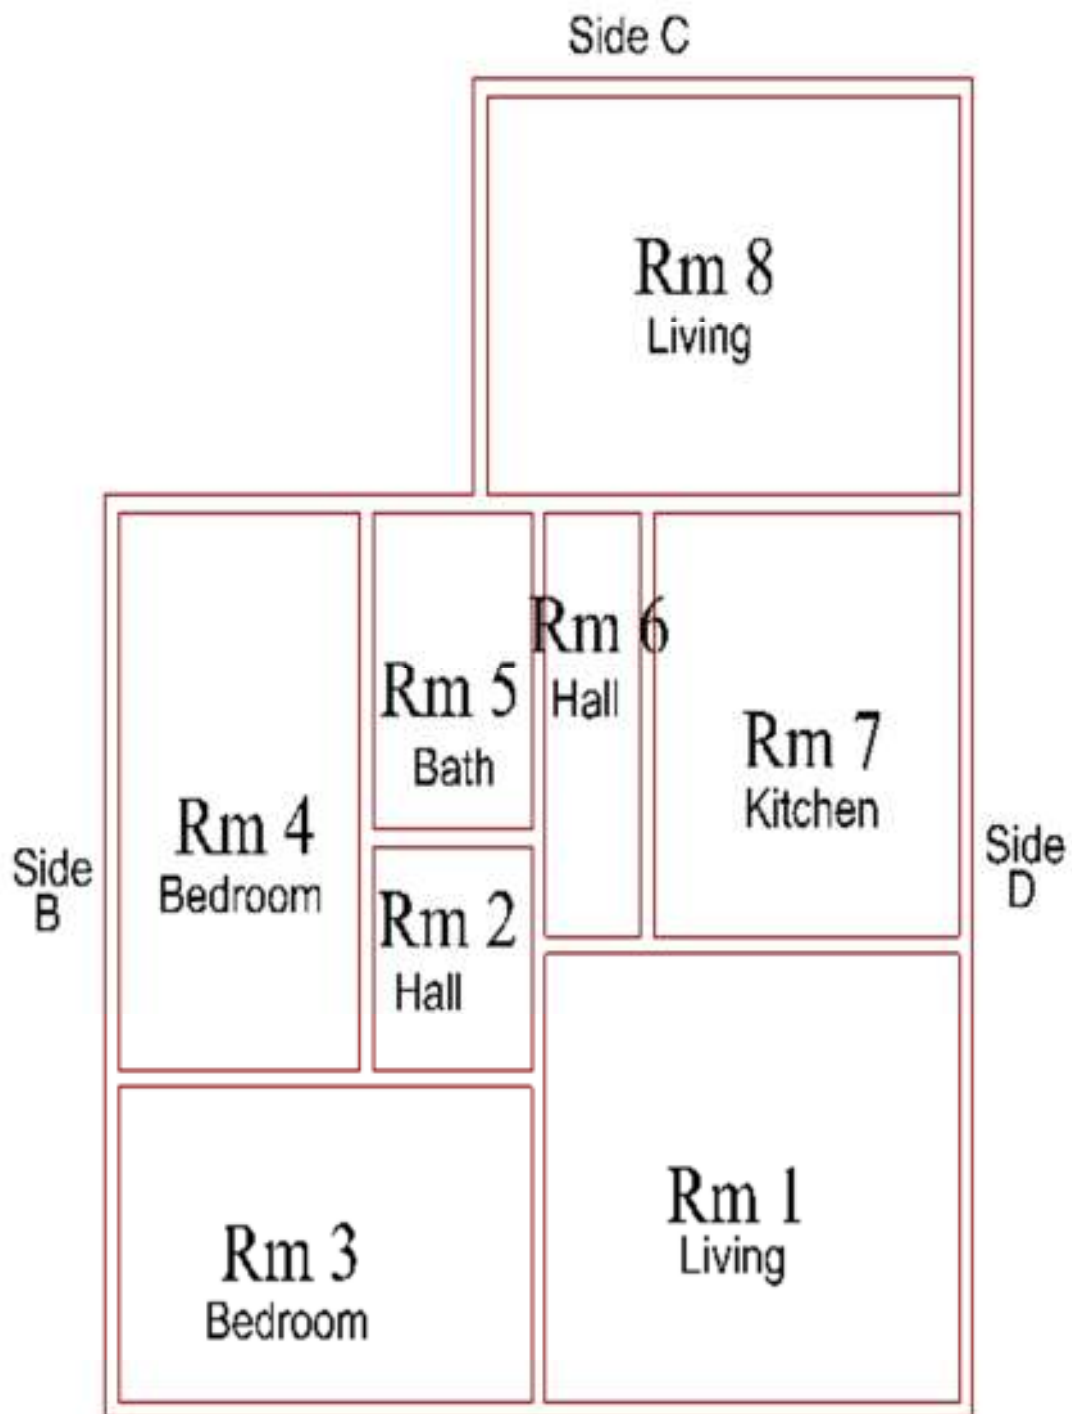 Side C
Rm 8
Living
Rm 6
Hall
Rm 5
Bath
Rm 7
Kitchen
Rm 4
Bedroom
Side
B
Side
D
Rm 2
Hall
Rm 1
Living
Rm 3
Bedroom